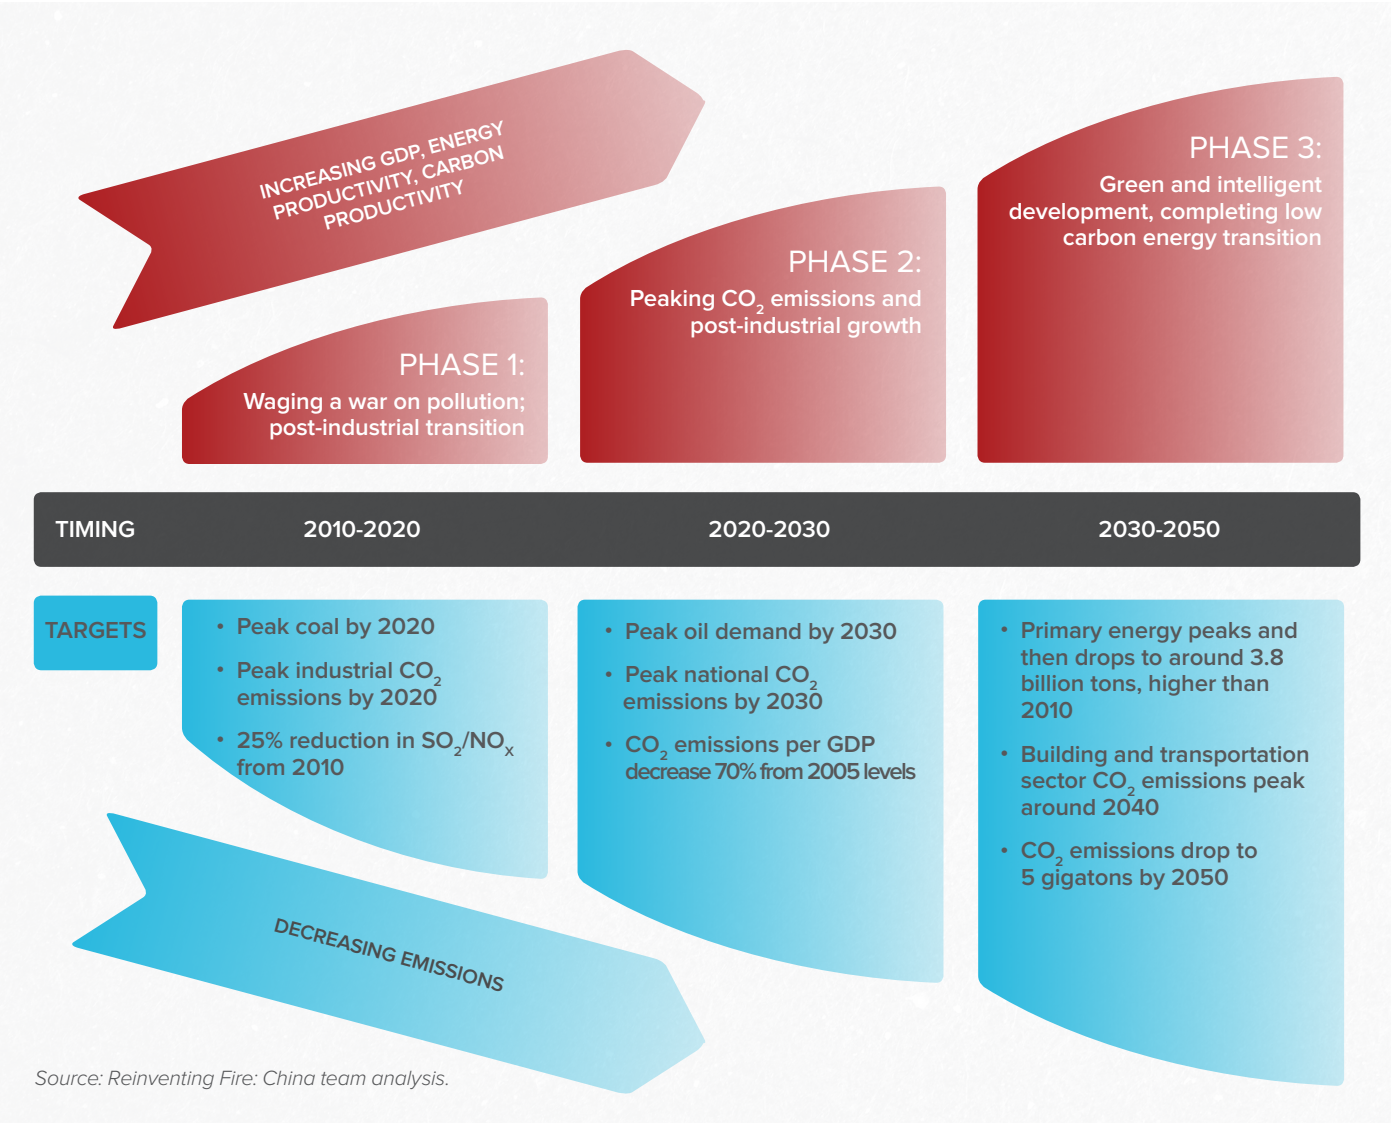 INCREASING GDP, ENERGY
PRODUCTIVITY, CARBON
PRODUCTIVITY
PHASE 1:
Waging a war on pollution;
post-industrial transition
PHASE 2:
Peaking CO₂ emissions and
post-industrial growth
PHASE 3:
Green and intelligent
development, completing low
carbon energy transition
TIMING
2010-2020
2020-2030
2030-2050
TARGETS
• Peak coal by 2020
• Peak industrial CO₂
emissions by 2020
• 25% reduction in SO₂/NOₓ
from 2010
• Peak oil demand by 2030
• Peak national CO₂
emissions by 2030
• CO₂ emissions per GDP
decrease 70% from 2005 levels
• Primary energy peaks and
then drops to around 3.8
billion tons, higher than
2010
• Building and transportation
sector CO₂ emissions peak
around 2040
• CO₂ emissions drop to
5 gigatons by 2050
DECREASING EMISSIONS
Source: Reinventing Fire: China team analysis.